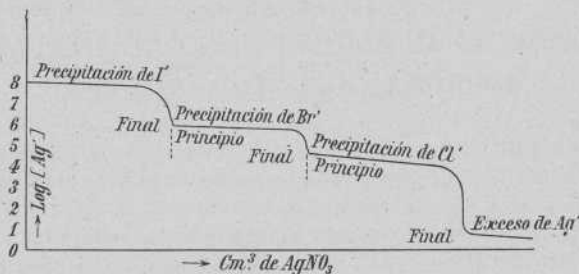 Precipitación de I'
Final
Precipitación de Br'
Principio
Final
Precipitación de Cl'
Principio
Final
Exceso de Ag˙
8
7
6
5
4
3
2
1
0
→ Log. [Ag˙]
→ Cm.³ de AgNO₃